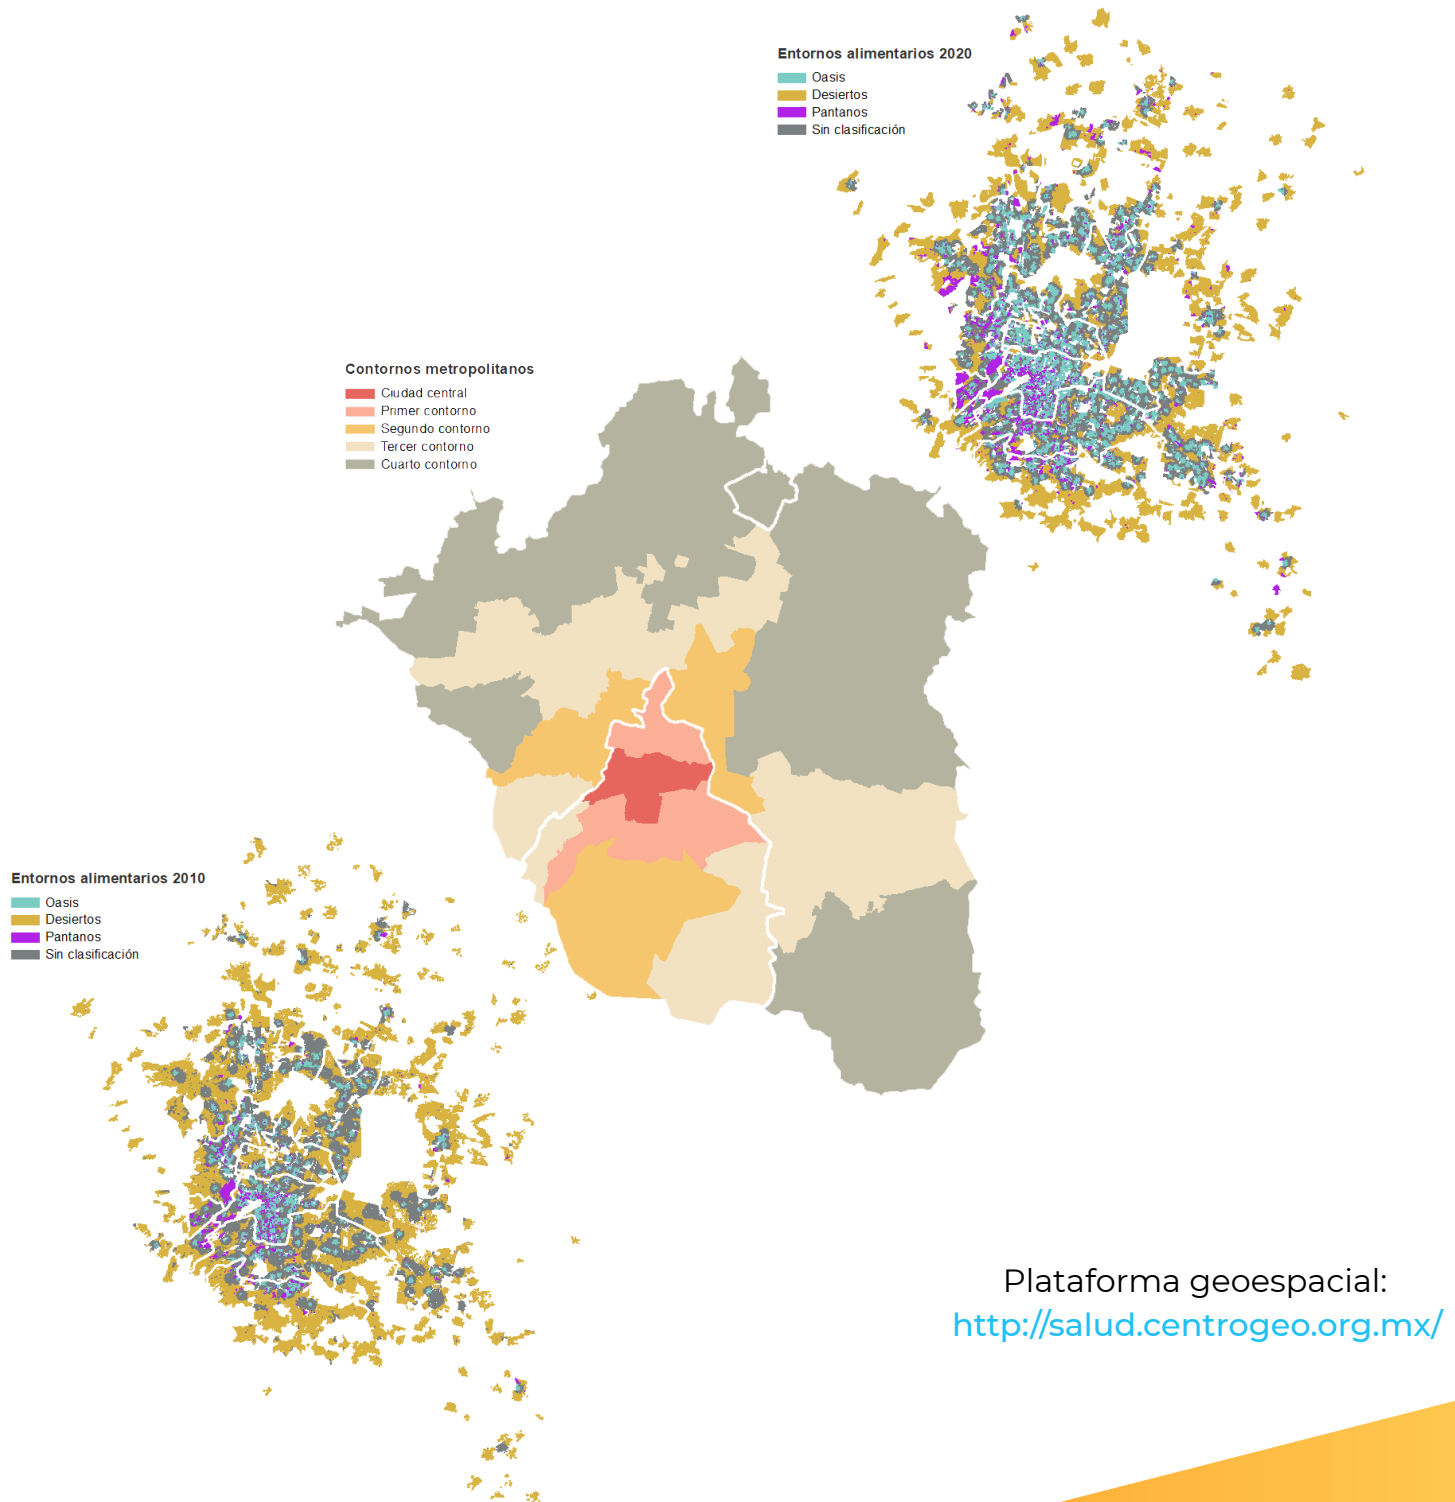 Entornos alimentarios 2020
Oasis
Desiertos
Pantanos
Sin clasificación
Contornos metropolitanos
Ciudad central
Primer contorno
Segundo contorno
Tercer contorno
Cuarto contorno
Entornos alimentarios 2010
Oasis
Desiertos
Pantanos
Sin clasificación
Plataforma geoespacial:
http://salud.centrogeo.org.mx/